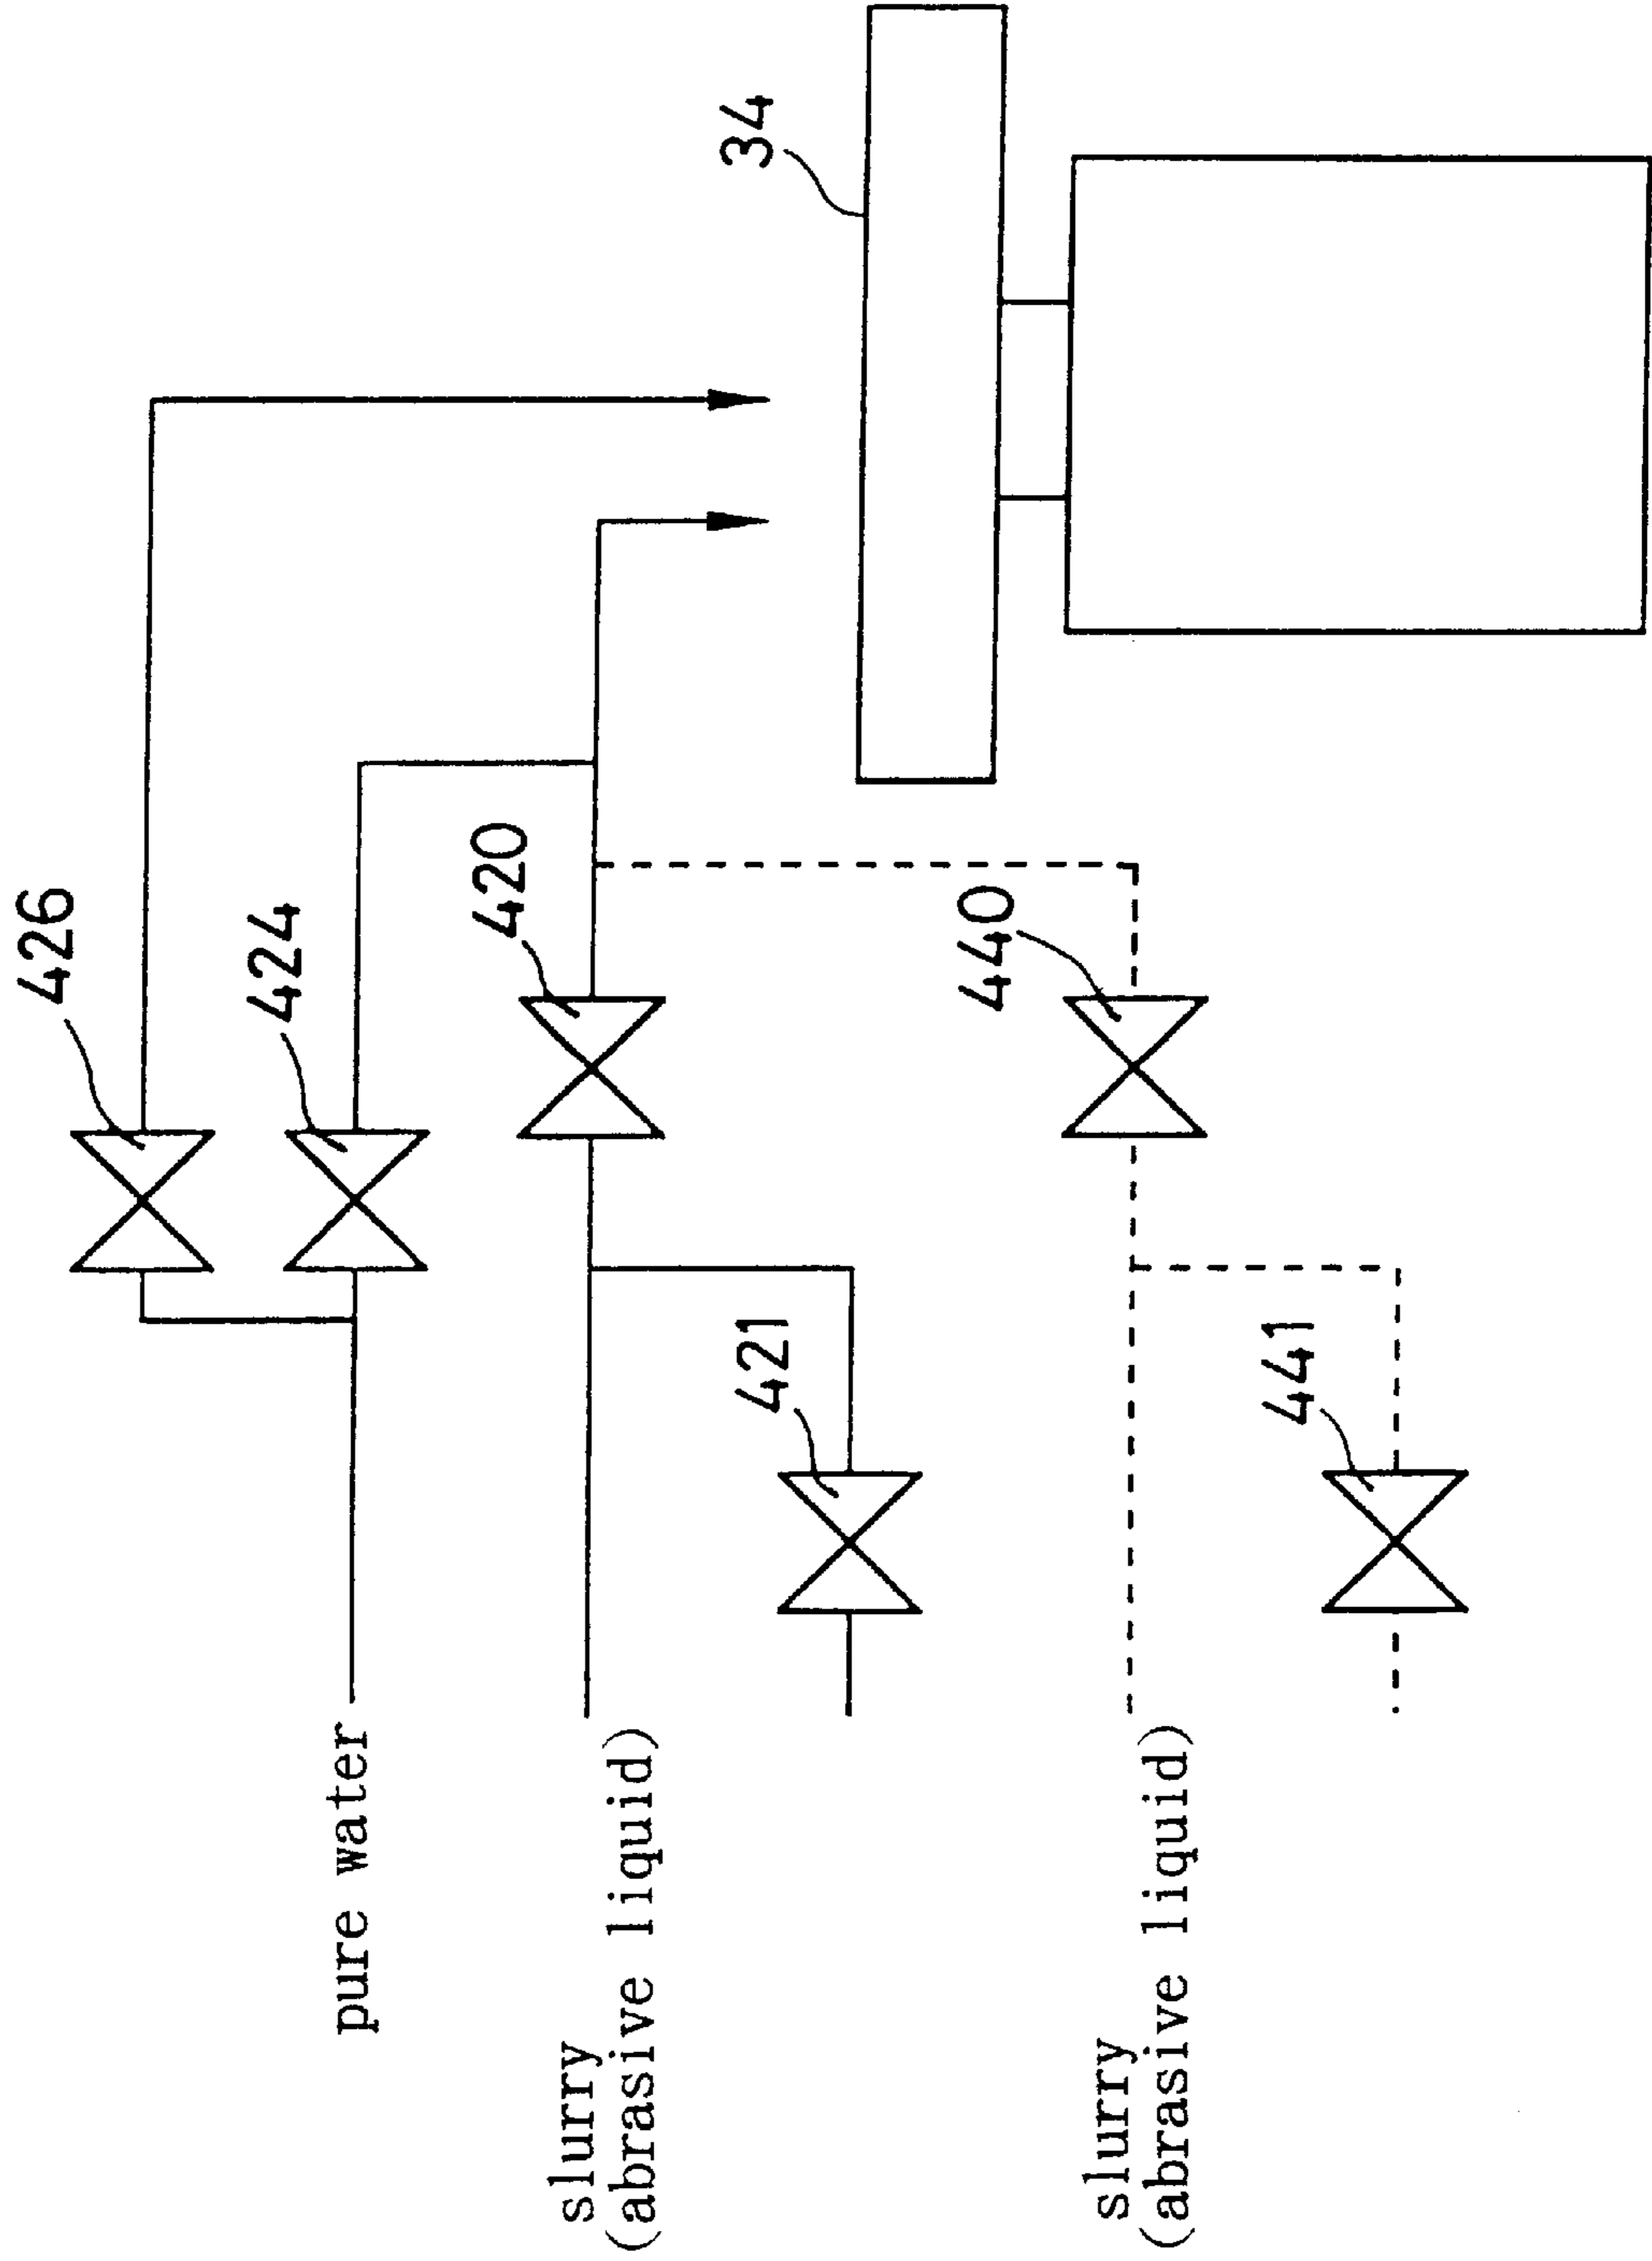 426
424
34
pure water
420
slurry
(abrasive liquid)
421
440
slurry
(abrasive liquid)
441